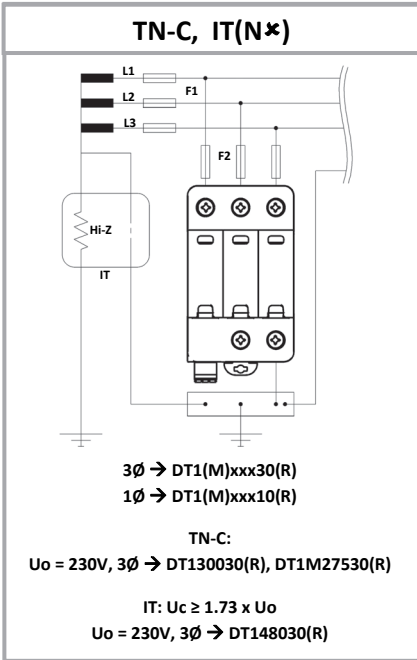 TN-C, IT(N✗)
L1
L2
L3
F1
F2
Hi-Z
IT
3Ø → DT1(M)xxx30(R)
1Ø → DT1(M)xxx10(R)
TN-C:
Uo = 230V, 3Ø → DT130030(R), DT1M27530(R)
IT: Uc ≥ 1.73 x Uo
Uo = 230V, 3Ø → DT148030(R)